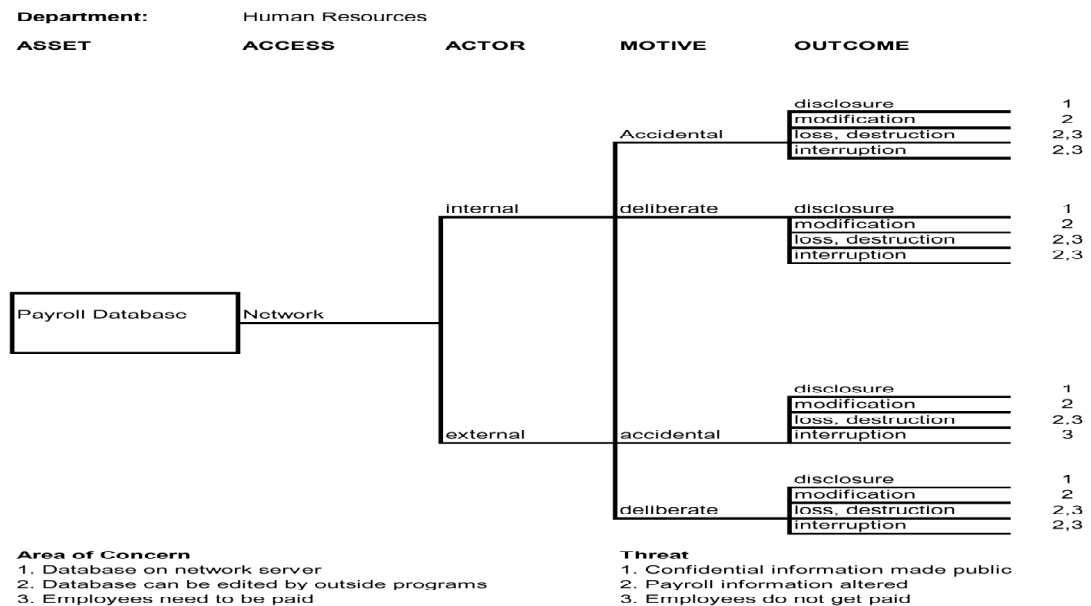 Department: Human Resources
ASSET ACCESS ACTOR MOTIVE OUTCOME
disclosure 1
modification 2
Accidental loss, destruction 2,3
interruption 2,3
internal deliberate disclosure 1
modification 2
loss, destruction 2,3
interruption 2,3
Payroll Database Network
disclosure 1
modification 2
loss, destruction 2,3
external accidental interruption 3
disclosure 1
modification 2
deliberate loss, destruction 2,3
interruption 2,3
Area of Concern Threat
1. Database on network server 1. Confidential information made public
2. Database can be edited by outside programs 2. Payroll information altered
3. Employees need to be paid 3. Employees do not get paid